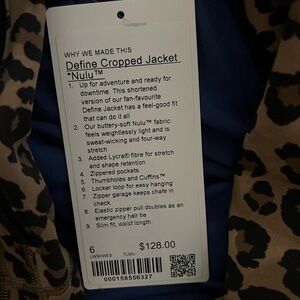 WHY WE MADE THIS
Define Cropped Jacket
*Nulu™
1. Up for adventure and ready for
downtime. This shortened
version of our fan-favourite
Define Jacket has a feel-good fit
that can do it all
2. Our buttery-soft Nulu™ fabric
feels weightlessly light and is
sweat-wicking and four-way
stretch
3. Added Lycra® fibre for stretch
and shape retention
4. Zippered pockets
5. Thumbholes and Cuffins™
6. Locker loop for easy hanging
7. Zipper garage keeps chafe in
check
8. Elastic zipper pull doubles as an
emergency hair tie
9. Slim fit, waist length
6 $128.00
LW4HWES TLMU
000158556327